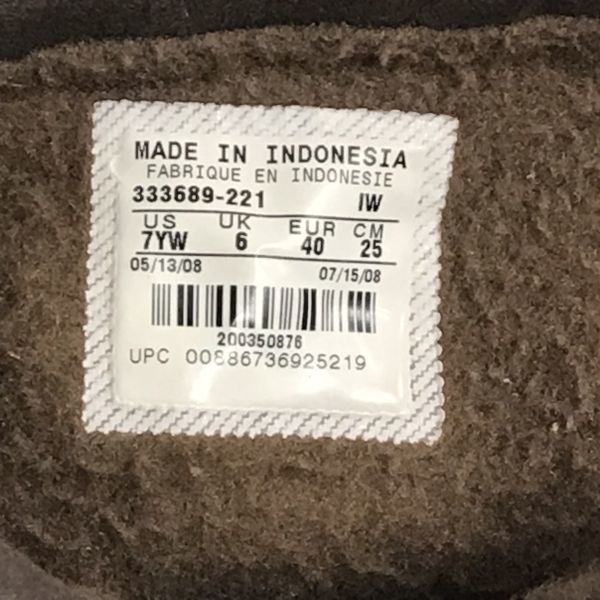 MADE IN INDONESIA
FABRIQUE EN INDONESIE
333689-221 IW
US UK EUR CM
7YW 6 40 25
05/13/08 07/15/08
200350876
UPC 00886736925219